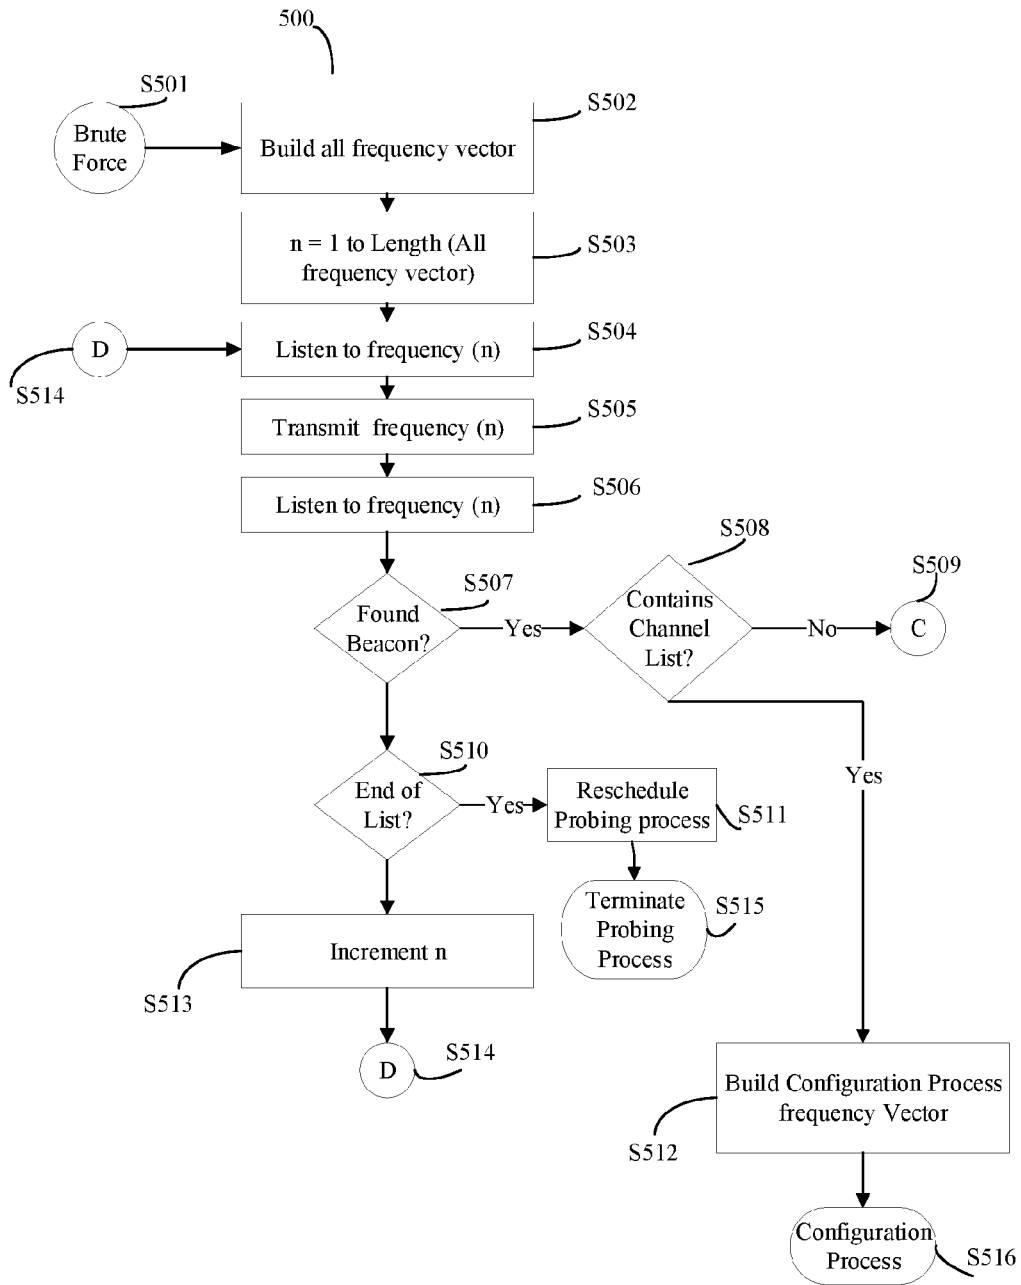 500
S501
Brute
Force
S502
Build all frequency vector
n = 1 to Length (All
frequency vector)
S503
D
S514
Listen to frequency (n)
S504
Transmit frequency (n)
S505
Listen to frequency (n)
S506
Found
Beacon?
S507
Yes
Contains
Channel
List?
S508
No
C
S509
End of
List?
S510
Yes
Reschedule
Probing process
S511
Yes
Terminate
Probing
Process
S515
Increment n
S513
D
S514
Build Configuration Process
frequency Vector
S512
Configuration
Process
S516